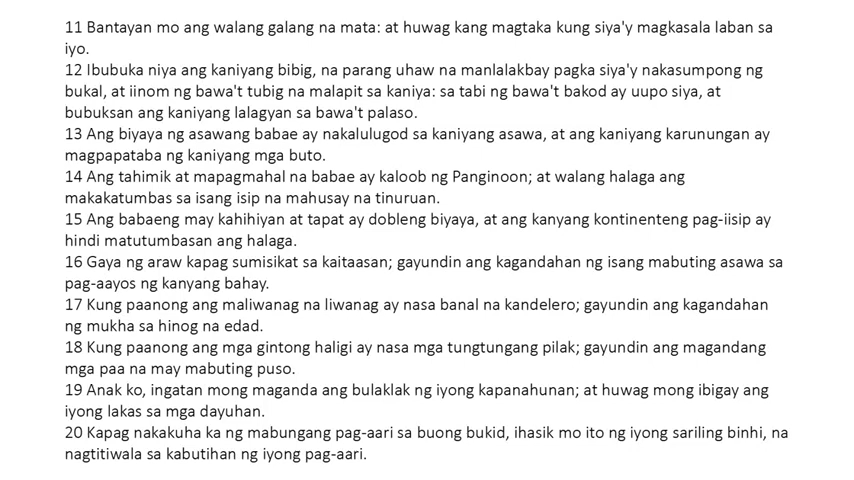 11 Bantayan mo ang walang galang na mata: at huwag kang magtaka kung siya'y magkasala laban sa
iyo.
12 Ibubuka niya ang kaniyang bibig, na parang uhaw na manlalakbay pagka siya'y nakasumpong ng
bukal, at iinom ng bawa't tubig na malapit sa kaniya: sa tabi ng bawa't bakod ay uupo siya, at
bubuksan ang kaniyang lalagyan sa bawa't palaso.
13 Ang biyaya ng asawang babae ay nakalulugod sa kaniyang asawa, at ang kaniyang karunungan ay
magpapataba ng kaniyang mga buto.
14 Ang tahimik at mapagmahal na babae ay kaloob ng Panginoon; at walang halaga ang
makakatumbas sa isang isip na mahusay na tinuruan.
15 Ang babaeng may kahihiyan at tapat ay dobleng biyaya, at ang kanyang kontinenteng pag-iisip ay
hindi matutumbasan ang halaga.
16 Gaya ng araw kapag sumisikat sa kaitaasan; gayundin ang kagandahan ng isang mabuting asawa sa
pag-aayos ng kanyang bahay.
17 Kung paanong ang maliwanag na liwanag ay nasa banal na kandelero; gayundin ang kagandahan
ng mukha sa hinog na edad.
18 Kung paanong ang mga gintong haligi ay nasa mga tungtungang pilak; gayundin ang magandang
mga paa na may mabuting puso.
19 Anak ko, ingatan mong maganda ang bulaklak ng iyong kapanahunan; at huwag mong ibigay ang
iyong lakas sa mga dayuhan.
20 Kapag nakakuha ka ng mabungang pag-aari sa buong bukid, ihasik mo ito ng iyong sariling binhi, na
nagtitiwala sa kabutihan ng iyong pag-aari.